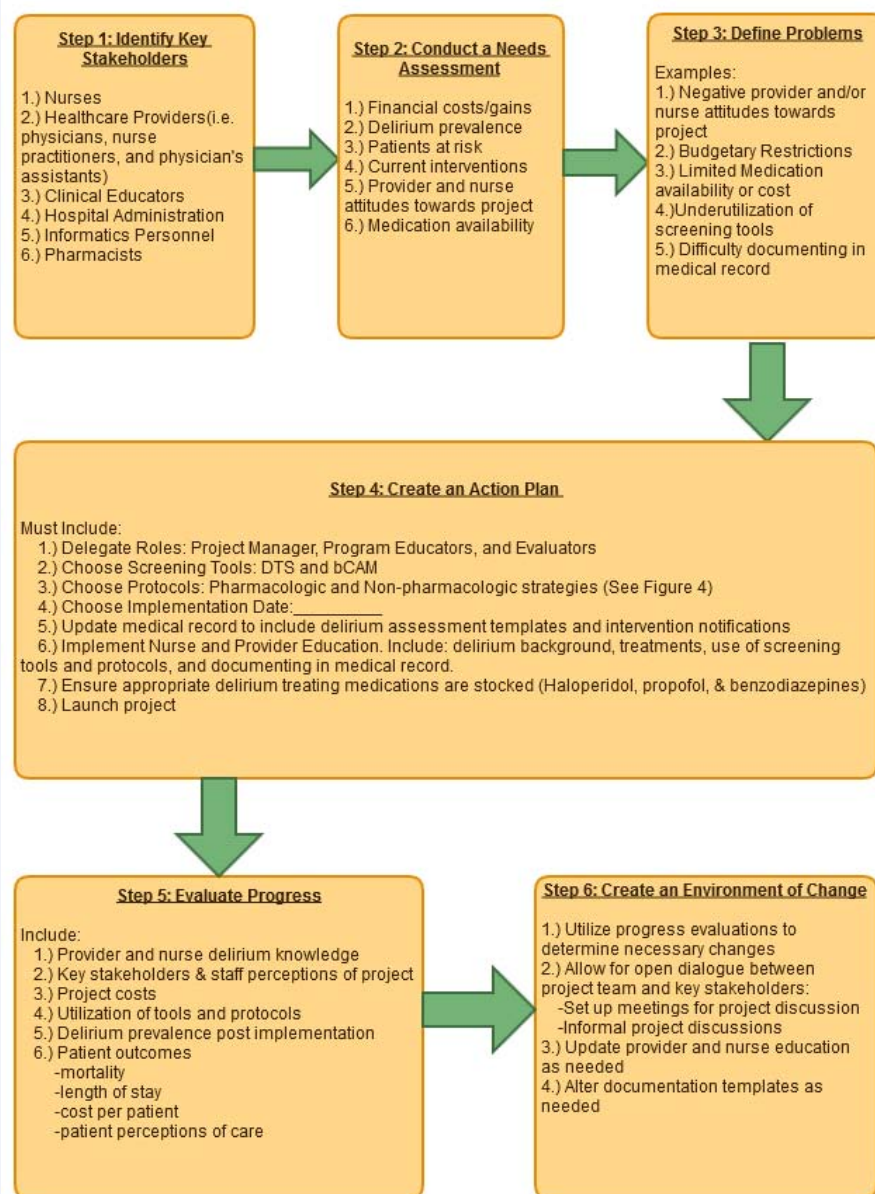 Step 1: Identify Key
Stakeholders
1.) Nurses
2.) Healthcare Providers(i.e.
physicians, nurse
practitioners, and physician's
assistants)
3.) Clinical Educators
4.) Hospital Administration
5.) Informatics Personnel
6.) Pharmacists
Step 2: Conduct a Needs
Assessment
1.) Financial costs/gains
2.) Delirium prevalence
3.) Patients at risk
4.) Current interventions
5.) Provider and nurse
attitudes towards project
6.) Medication availability
Step 3: Define Problems
Examples:
1.) Negative provider and/or
nurse attitudes towards
project
2.) Budgetary Restrictions
3.) Limited Medication
availability or cost
4.)Underutilization of
screening tools
5.) Difficulty documenting in
medical record
Step 4: Create an Action Plan
Must Include:
1.) Delegate Roles: Project Manager, Program Educators, and Evaluators
2.) Choose Screening Tools: DTS and bCAM
3.) Choose Protocols: Pharmacologic and Non-pharmacologic strategies (See Figure 4)
4.) Choose Implementation Date:__________
5.) Update medical record to include delirium assessment templates and intervention notifications
6.) Implement Nurse and Provider Education. Include: delirium background, treatments, use of screening
tools and protocols, and documenting in medical record.
7.) Ensure appropriate delirium treating medications are stocked (Haloperidol, propofol, & benzodiazepines)
8.) Launch project
Step 5: Evaluate Progress
Include:
1.) Provider and nurse delirium knowledge
2.) Key stakeholders & staff perceptions of project
3.) Project costs
4.) Utilization of tools and protocols
5.) Delirium prevalence post implementation
6.) Patient outcomes
-mortality
-length of stay
-cost per patient
-patient perceptions of care
Step 6: Create an Environment of Change
1.) Utilize progress evaluations to
determine necessary changes
2.) Allow for open dialogue between
project team and key stakeholders:
-Set up meetings for project discussion
-Informal project discussions
3.) Update provider and nurse education
as needed
4.) Alter documentation templates as
needed